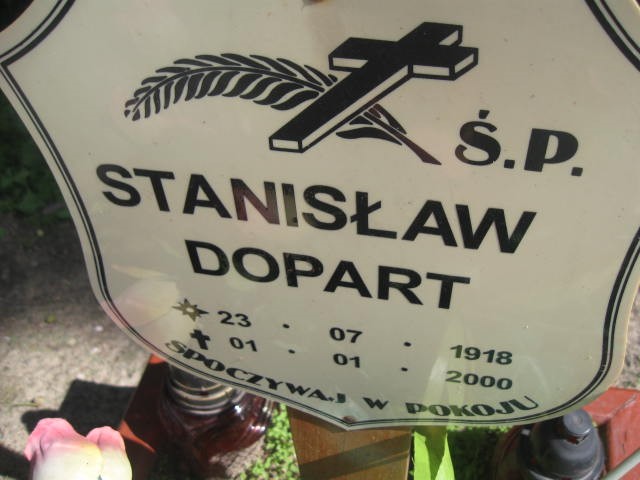 Ś.P.
STANISŁAW
DOPART
23 · 07 · 1918
01 · 01 · 2000
SPOCZYWAJ W POKOJU